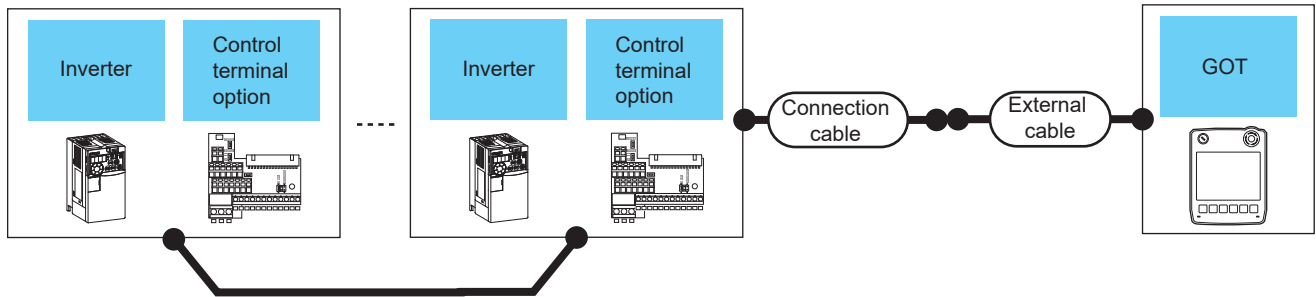 Inverter
Control
terminal
option
Inverter
Control
terminal
option
Connection
cable
External
cable
GOT